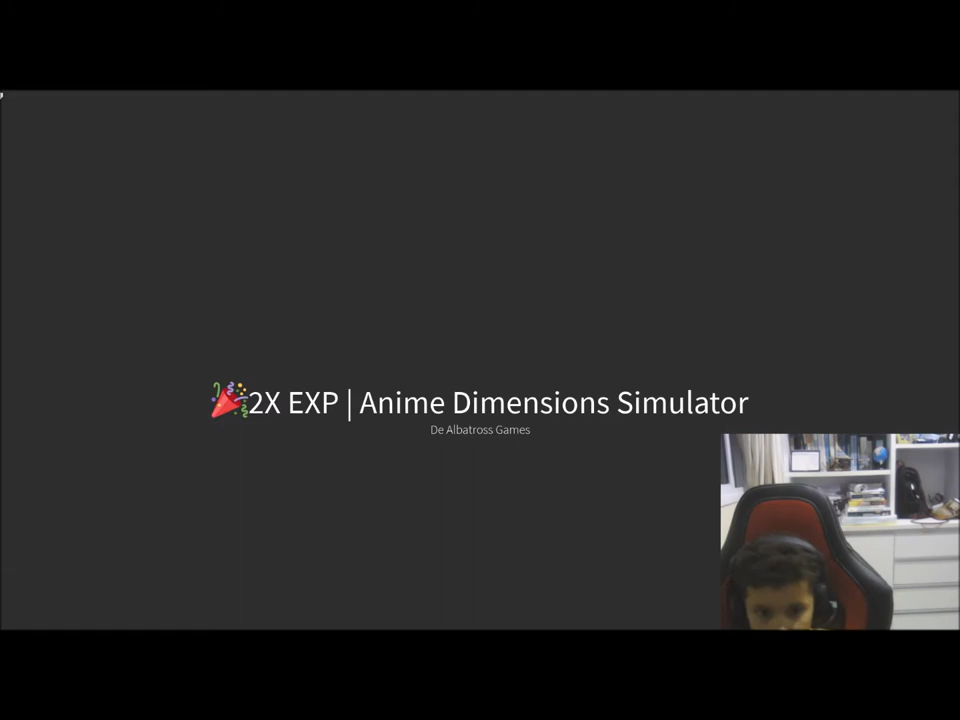 🎉2X EXP | Anime Dimensions Simulator
De Albatross Games